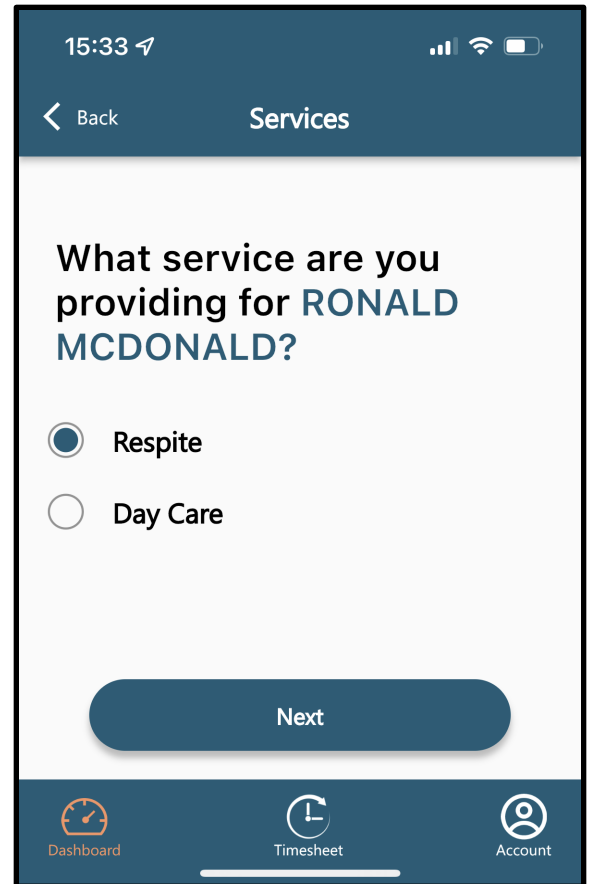 15:33
Back
Services
What service are you
providing for RONALD
MCDONALD?
Respite
Day Care
Next
Dashboard
Timesheet
Account